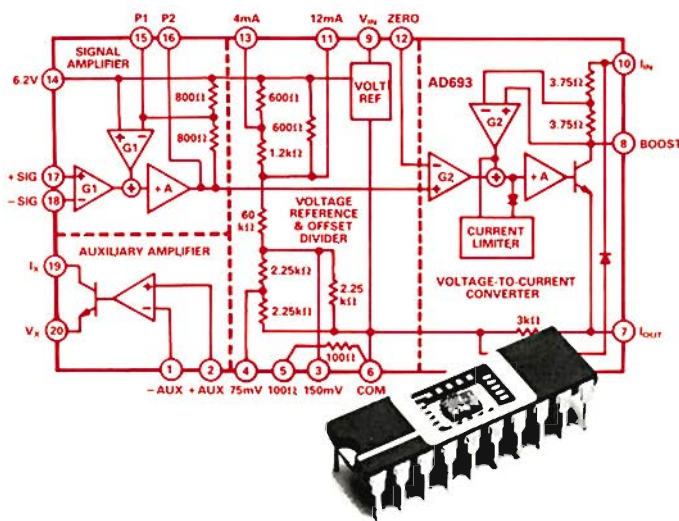 P1 P2 4mA 12mA VIN ZERO
15 16 13 11 9 12
SIGNAL
AMPLIFIER
6.2V 14
800Ω
800Ω
600Ω
600Ω
1.2kΩ
VOLT
REF
AD693
3.75Ω
3.75Ω
10 IIN
8 BOOST
+ -
G1
+ -
G2
+SIG 17
-SIG 18
+
-
G1
+
+A
-
+
G2
+
+A
60
kΩ
VOLTAGE
REFERENCE
& OFFSET
DIVIDER
CURRENT
LIMITER
AUXILIARY AMPLIFIER
IX 19
VX 20
+
-
2.25kΩ
2.25kΩ
2.25
kΩ
VOLTAGE-TO-CURRENT
CONVERTER
3kΩ
7 IOUT
100Ω
1 2 4 5 3 6
-AUX +AUX 75mV 100Ω 150mV COM